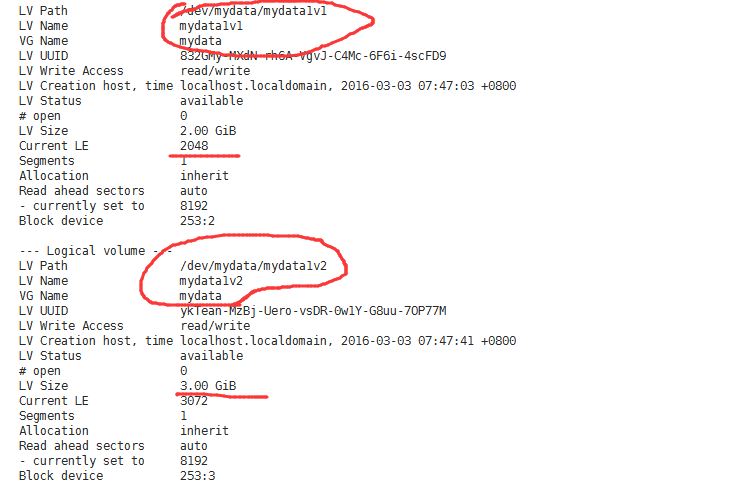 LV Path /dev/mydata/mydata1v1
LV Name mydata1v1
VG Name mydata
LV UUID 832GMy-MXdN-rh6A-VgvJ-C4Mc-6F6i-4scFD9
LV Write Access read/write
LV Creation host, time localhost.localdomain, 2016-03-03 07:47:03 +0800
LV Status available
# open 0
LV Size 2.00 GiB
Current LE 2048
Segments 1
Allocation inherit
Read ahead sectors auto
- currently set to 8192
Block device 253:2
--- Logical volume ---
LV Path /dev/mydata/mydata1v2
LV Name mydata1v2
VG Name mydata
LV UUID ykTean-MzBj-Uero-vsDR-0w1Y-G8uu-7OP77M
LV Write Access read/write
LV Creation host, time localhost.localdomain, 2016-03-03 07:47:41 +0800
LV Status available
# open 0
LV Size 3.00 GiB
Current LE 3072
Segments 1
Allocation inherit
Read ahead sectors auto
- currently set to 8192
Block device 253:3